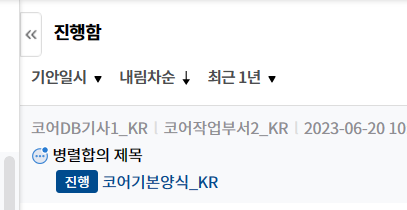 진행함
기안일시 ▼ 내림차순 ↓ 최근 1년 ▼
코어DB기사1_KR | 코어작업부서2_KR | 2023-06-20 10
병렬합의 제목
진행 코어기본양식_KR